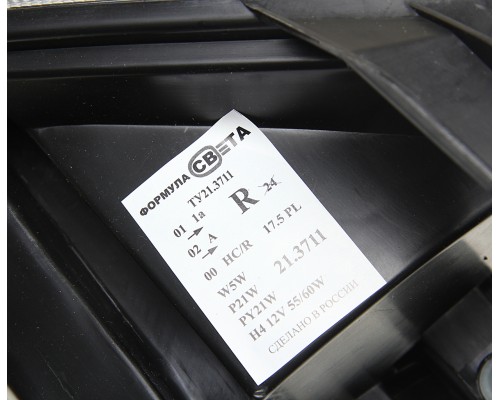 ФОРМУЛА СВЕТА
ТУ21.3711
01 1a
02 A R 24
00 HC/R 17.5 PL
W5W
P21W 21.3711
PY21W
H4 12V 55/60W
СДЕЛАНО В РОССИИ